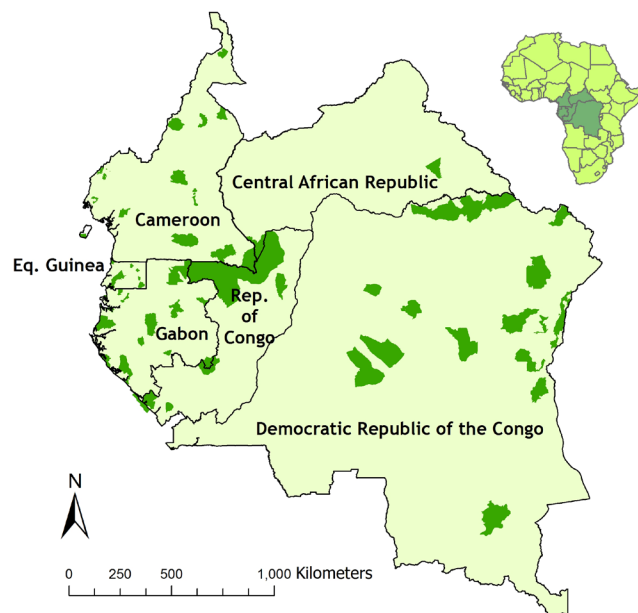 Central African Republic
Cameroon
Eq. Guinea
Rep.
of
Congo
Gabon
Democratic Republic of the Congo
N
0 250 500 1,000 Kilometers